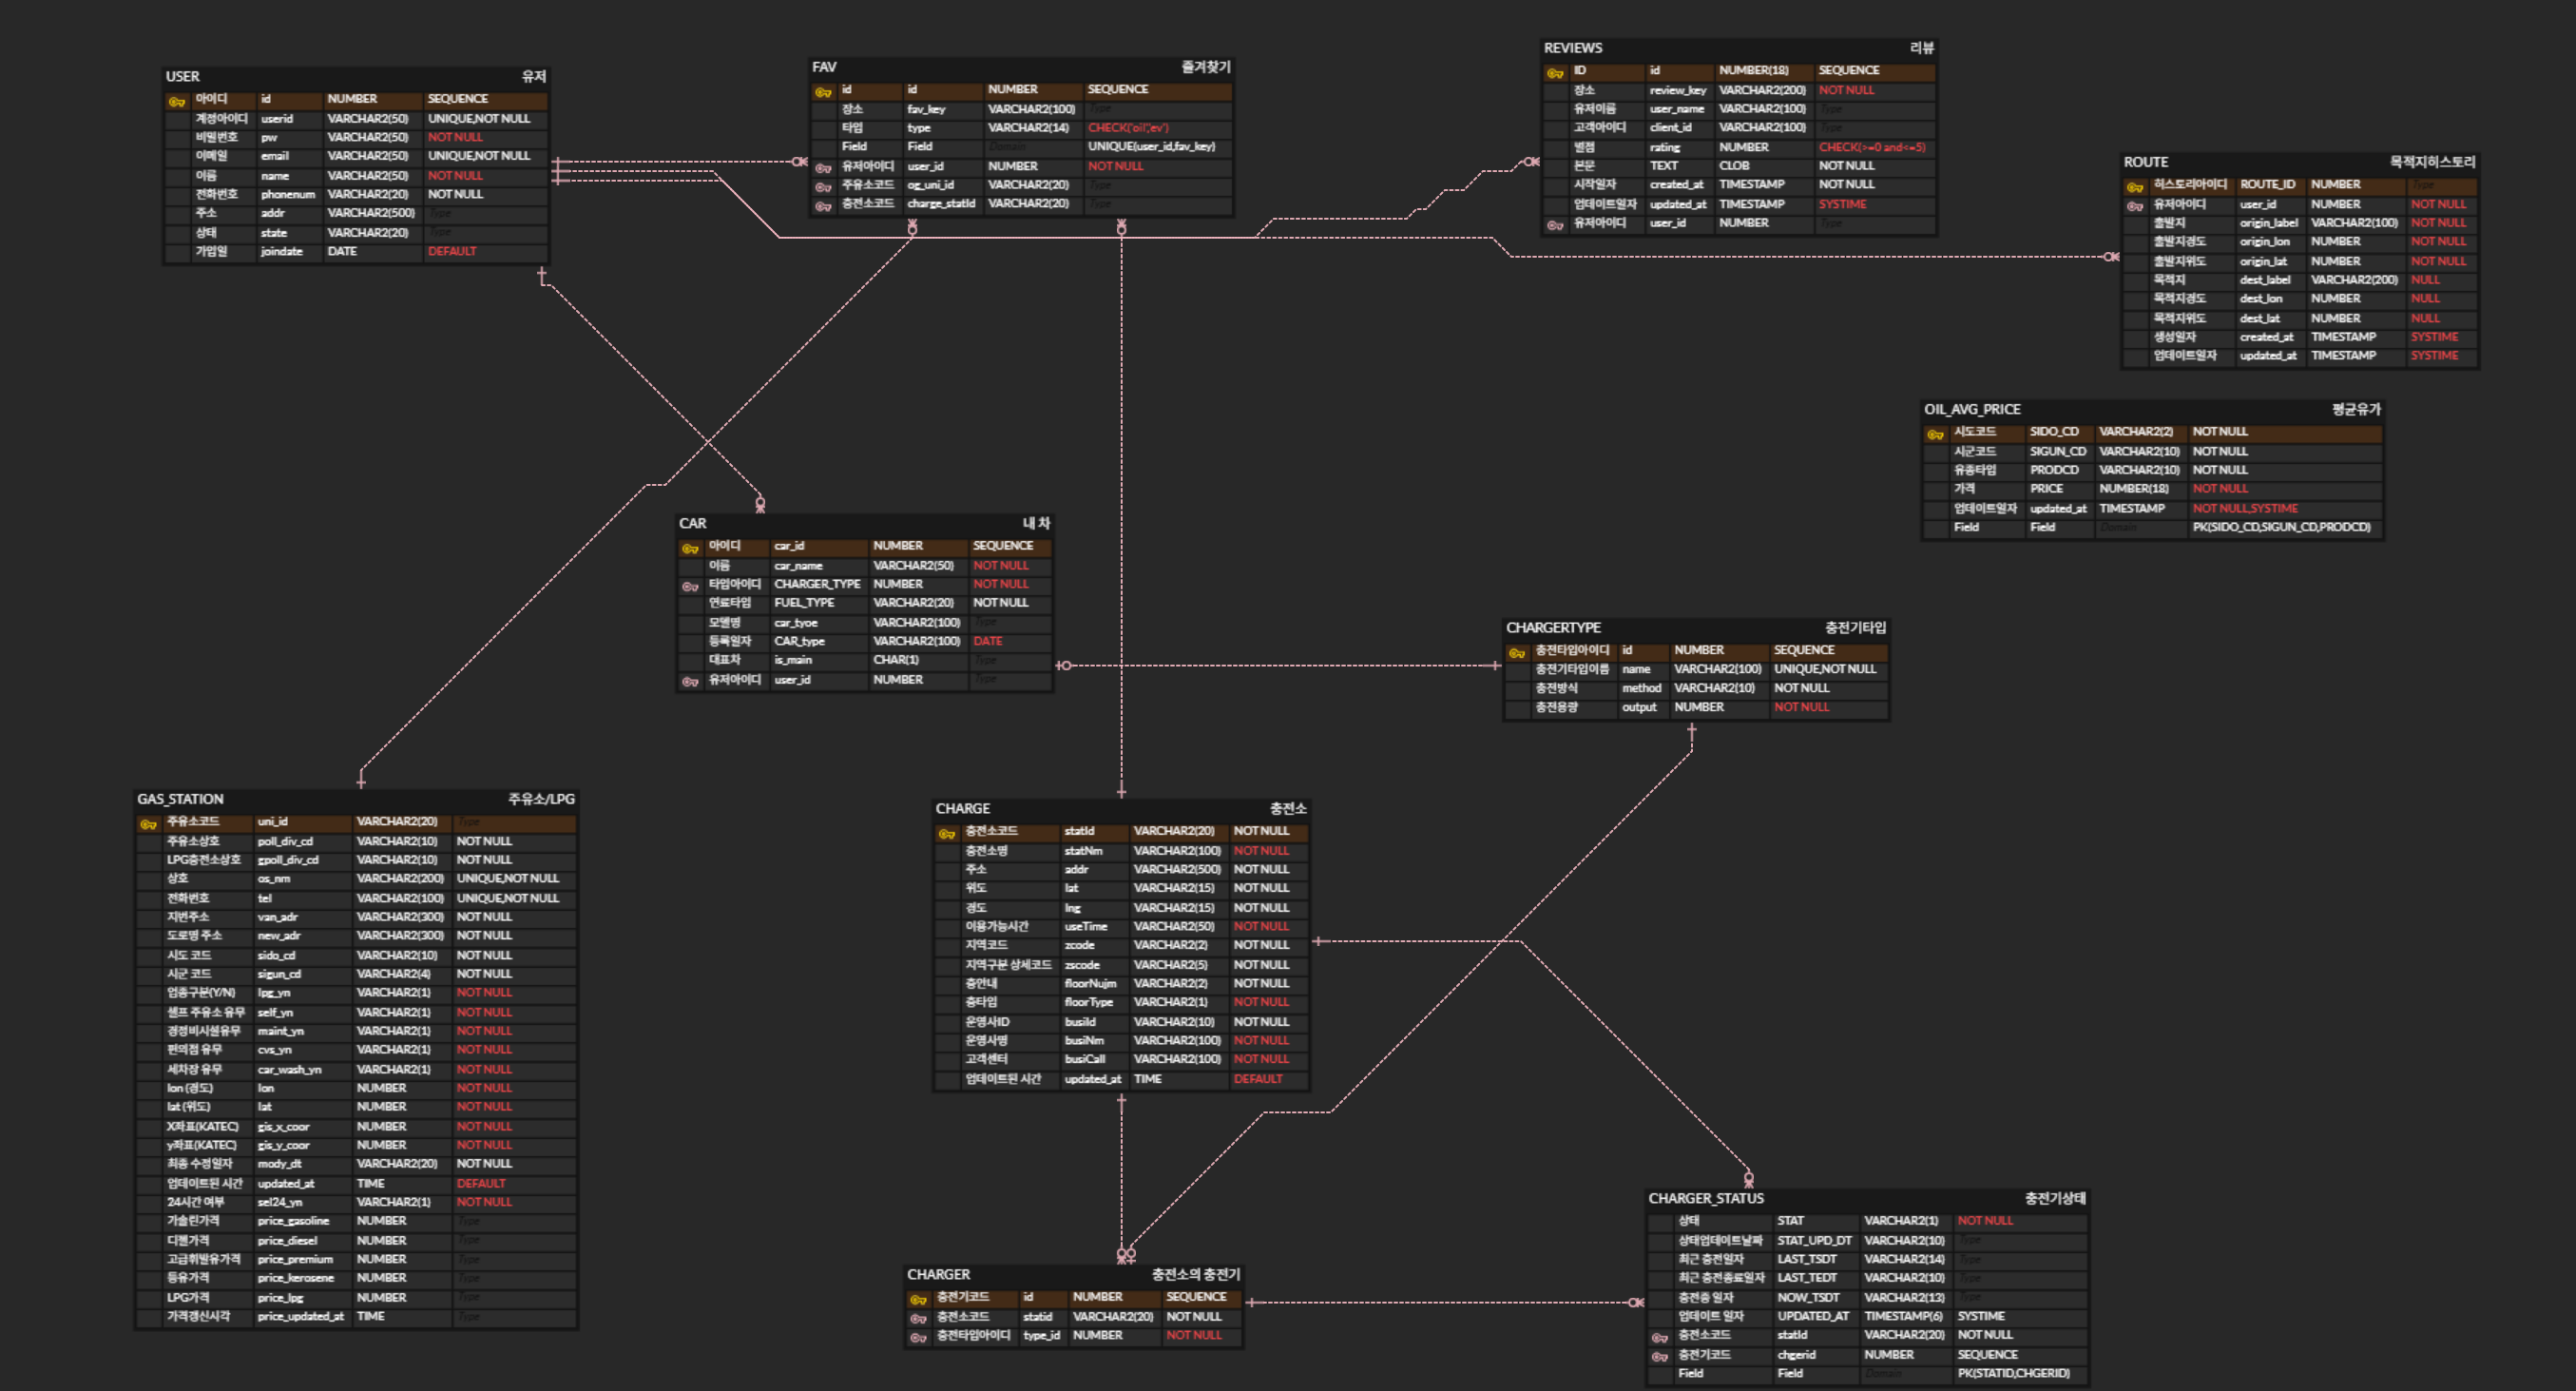 USER 유저
아이디 id NUMBER SEQUENCE
계정아이디 userid VARCHAR2(50) UNIQUE,NOT NULL
비밀번호 pw VARCHAR2(50) NOT NULL
이메일 email VARCHAR2(50) UNIQUE,NOT NULL
이름 name VARCHAR2(50) NOT NULL
전화번호 phonenum VARCHAR2(20) NOT NULL
주소 addr VARCHAR2(500) Type
상태 state VARCHAR2(20) Type
가입일 joindate DATE DEFAULT
FAV 즐겨찾기
id id NUMBER SEQUENCE
장소 fav_key VARCHAR2(100) Type
타입 type VARCHAR2(14) CHECK('oil','ev')
Field Field Domain UNIQUE(user_id,fav_key)
유저아이디 user_id NUMBER NOT NULL
주유소코드 og_uni_id VARCHAR2(20) Type
충전소코드 charge_statId VARCHAR2(20) Type
REVIEWS 리뷰
ID id NUMBER(18) SEQUENCE
장소 review_key VARCHAR2(200) NOT NULL
유저이름 user_name VARCHAR2(100) Type
고객아이디 client_id VARCHAR2(100) Type
별점 rating NUMBER CHECK(>=0 and<=5)
본문 TEXT CLOB NOT NULL
시작일자 created_at TIMESTAMP NOT NULL
업데이트일자 updated_at TIMESTAMP SYSTIME
유저아이디 user_id NUMBER Type
ROUTE 목적지히스토리
히스토리아이디 ROUTE_ID NUMBER Type
유저아이디 user_id NUMBER NOT NULL
출발지 origin_label VARCHAR2(100) NOT NULL
출발지경도 origin_lon NUMBER NOT NULL
출발지위도 origin_lat NUMBER NOT NULL
목적지 dest_label VARCHAR2(200) NULL
목적지경도 dest_lon NUMBER NULL
목적지위도 dest_lat NUMBER NULL
생성일자 created_at TIMESTAMP SYSTIME
업데이트일자 updated_at TIMESTAMP SYSTIME
OIL_AVG_PRICE 평균유가
시도코드 SIDO_CD VARCHAR2(2) NOT NULL
시군코드 SIGUN_CD VARCHAR2(10) NOT NULL
유종타입 PRODCD VARCHAR2(10) NOT NULL
가격 PRICE NUMBER(18) NOT NULL
업데이트일자 updated_at TIMESTAMP NOT NULL,SYSTIME
Field Field Domain PK(SIDO_CD,SIGUN_CD,PRODCD)
CAR 내 차
아이디 car_id NUMBER SEQUENCE
이름 car_name VARCHAR2(50) NOT NULL
타입아이디 CHARGER_TYPE NUMBER NOT NULL
연료타입 FUEL_TYPE VARCHAR2(20) NOT NULL
모델명 car_tyoe VARCHAR2(100) Type
등록일자 CAR_type VARCHAR2(100) DATE
대표차 is_main CHAR(1) Type
유저아이디 user_id NUMBER Type
CHARGERTYPE 충전기타입
충전타입아이디 id NUMBER SEQUENCE
충전기타입이름 name VARCHAR2(100) UNIQUE,NOT NULL
충전방식 method VARCHAR2(10) NOT NULL
충전용량 output NUMBER NOT NULL
GAS_STATION 주유소/LPG
주유소코드 uni_id VARCHAR2(20) Type
주유소상호 poll_div_cd VARCHAR2(10) NOT NULL
LPG충전소상호 gpoll_div_cd VARCHAR2(10) NOT NULL
상호 os_nm VARCHAR2(200) UNIQUE,NOT NULL
전화번호 tel VARCHAR2(100) UNIQUE,NOT NULL
지번주소 van_adr VARCHAR2(300) NOT NULL
도로명 주소 new_adr VARCHAR2(300) NOT NULL
시도 코드 sido_cd VARCHAR2(10) NOT NULL
시군 코드 sigun_cd VARCHAR2(4) NOT NULL
업종구분(Y/N) lpg_yn VARCHAR2(1) NOT NULL
셀프 주유소 유무 self_yn VARCHAR2(1) NOT NULL
경정비시설유무 maint_yn VARCHAR2(1) NOT NULL
편의점 유무 cvs_yn VARCHAR2(1) NOT NULL
세차장 유무 car_wash_yn VARCHAR2(1) NOT NULL
lon (경도) lon NUMBER NOT NULL
lat (위도) lat NUMBER NOT NULL
X좌표(KATEC) gis_x_coor NUMBER NOT NULL
y좌표(KATEC) gis_y_coor NUMBER NOT NULL
최종 수정일자 mody_dt VARCHAR2(20) NOT NULL
업데이트된 시간 updated_at TIME DEFAULT
24시간 여부 sel24_yn VARCHAR2(1) NOT NULL
가솔린가격 price_gasoline NUMBER Type
디젤가격 price_diesel NUMBER Type
고급휘발유가격 price_premium NUMBER Type
등유가격 price_kerosene NUMBER Type
LPG가격 price_lpg NUMBER Type
가격갱신시각 price_updated_at TIME Type
CHARGE 충전소
충전소코드 statId VARCHAR2(20) NOT NULL
충전소명 statNm VARCHAR2(100) NOT NULL
주소 addr VARCHAR2(500) NOT NULL
위도 lat VARCHAR2(15) NOT NULL
경도 lng VARCHAR2(15) NOT NULL
이용가능시간 useTime VARCHAR2(50) NOT NULL
지역코드 zcode VARCHAR2(2) NOT NULL
지역구분 상세코드 zscode VARCHAR2(5) NOT NULL
층안내 floorNujm VARCHAR2(2) NOT NULL
층타입 floorType VARCHAR2(1) NOT NULL
운영사ID busiId VARCHAR2(10) NOT NULL
운영사명 busiNm VARCHAR2(100) NOT NULL
고객센터 busiCall VARCHAR2(100) NOT NULL
업데이트된 시간 updated_at TIME DEFAULT
CHARGER 충전소의 충전기
충전기코드 id NUMBER SEQUENCE
충전소코드 statid VARCHAR2(20) NOT NULL
충전타입아이디 type_id NUMBER NOT NULL
CHARGER_STATUS 충전기상태
상태 STAT VARCHAR2(1) NOT NULL
상태업데이트날짜 STAT_UPD_DT VARCHAR2(10) Type
최근 충전일자 LAST_TSDT VARCHAR2(14) Type
최근 충전종료일자 LAST_TEDT VARCHAR2(10) Type
충전중 일자 NOW_TSDT VARCHAR2(13) Type
업데이트 일자 UPDATED_AT TIMESTAMP(6) SYSTIME
충전소코드 statId VARCHAR2(20) NOT NULL
충전기코드 chgerid NUMBER SEQUENCE
Field Field Domain PK(STATID,CHGERID)